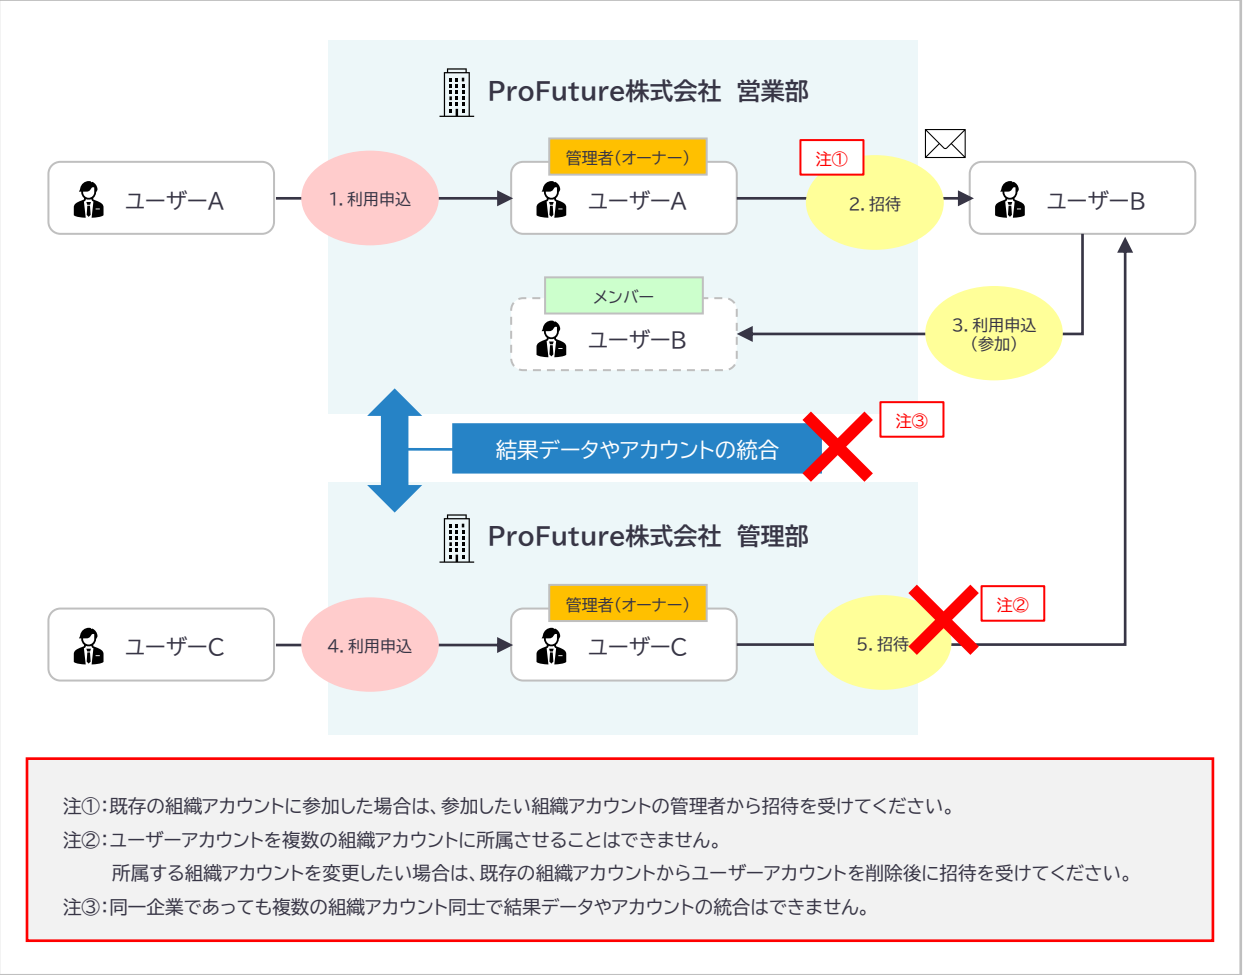 ProFuture株式会社 営業部
管理者(オーナー)
注①
ユーザーA
1. 利用申込
ユーザーA
2. 招待
ユーザーB
メンバー
ユーザーB
3. 利用申込
(参加)
注③
結果データやアカウントの統合
ProFuture株式会社 管理部
管理者(オーナー)
注②
ユーザーC
4. 利用申込
ユーザーC
5. 招待
注①：既存の組織アカウントに参加した場合は、参加したい組織アカウントの管理者から招待を受けてください。
注②：ユーザーアカウントを複数の組織アカウントに所属させることはできません。
所属する組織アカウントを変更したい場合は、既存の組織アカウントからユーザーアカウントを削除後に招待を受けてください。
注③：同一企業であっても複数の組織アカウント同士で結果データやアカウントの統合はできません。